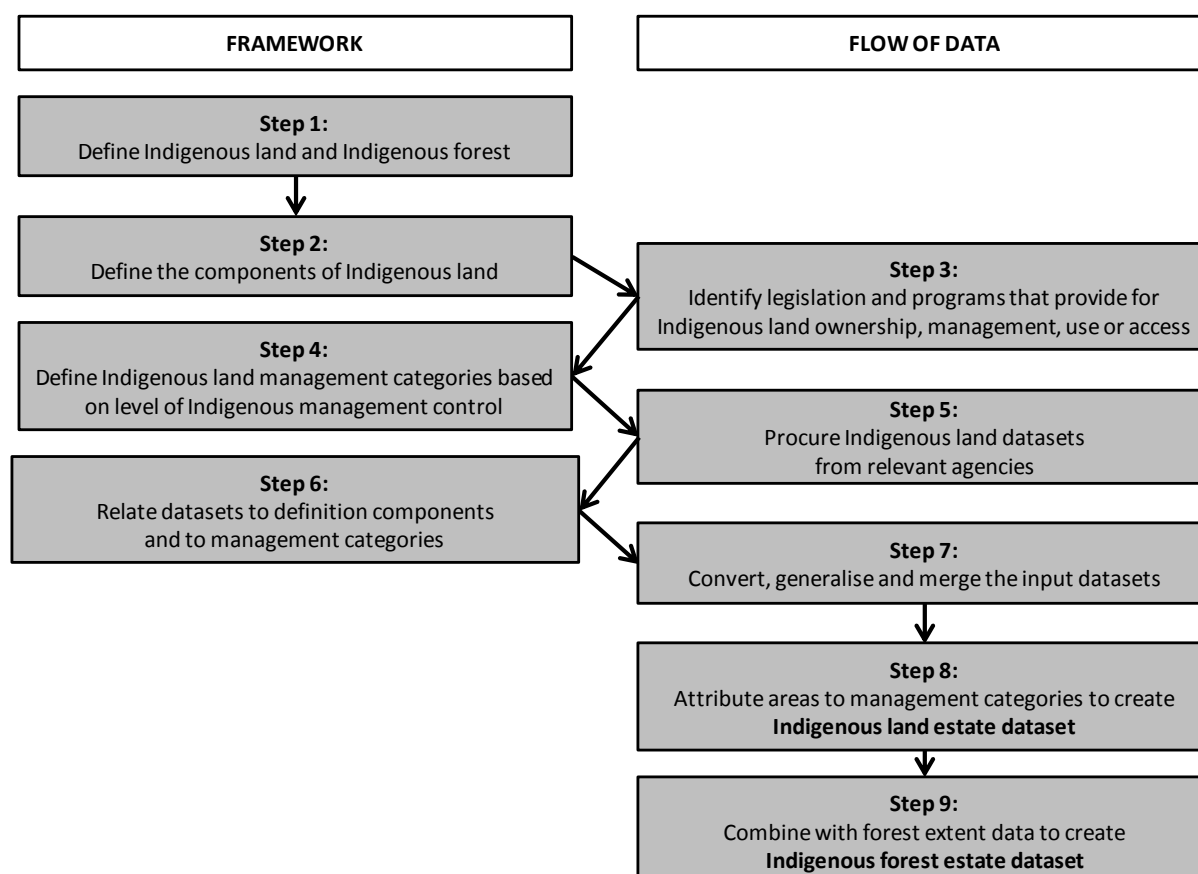 FRAMEWORK
FLOW OF DATA
Step 1:
Define Indigenous land and Indigenous forest
Step 2:
Define the components of Indigenous land
Step 3:
Identify legislation and programs that provide for
Indigenous land ownership, management, use or access
Step 4:
Define Indigenous land management categories based
on level of Indigenous management control
Step 5:
Procure Indigenous land datasets
from relevant agencies
Step 6:
Relate datasets to definition components
and to management categories
Step 7:
Convert, generalise and merge the input datasets
Step 8:
Attribute areas to management categories to create
Indigenous land estate dataset
Step 9:
Combine with forest extent data to create
Indigenous forest estate dataset